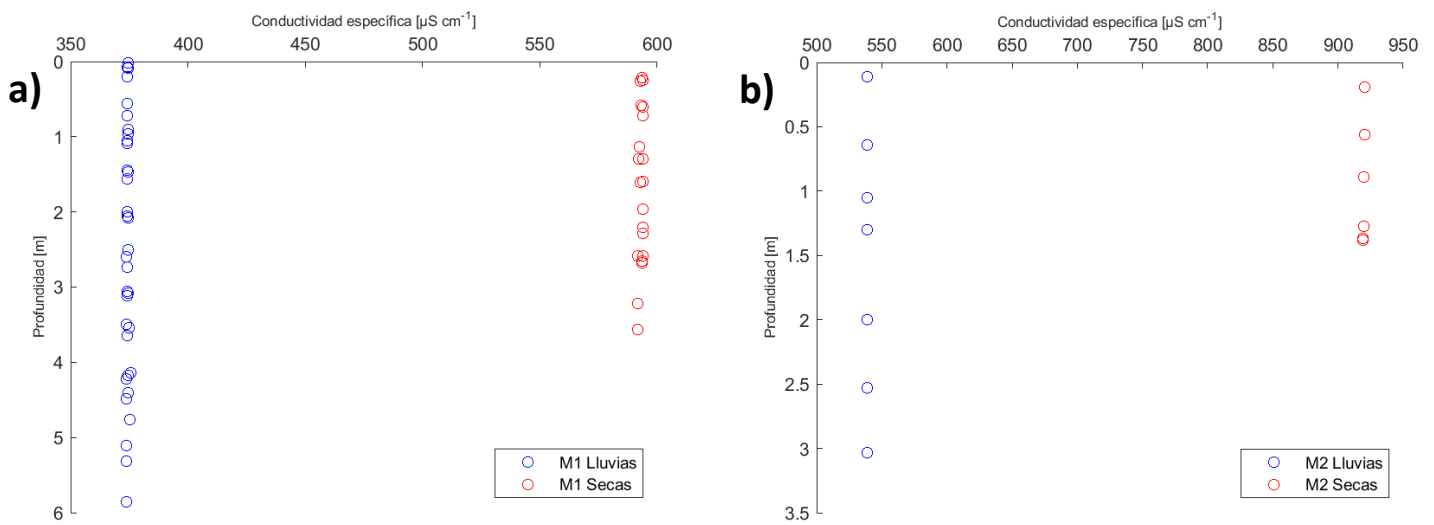 Conductividad específica [µS cm-1]
350 400 450 500 550 600
a)
0
1
2
3
4
5
6
Profundidad [m]
M1 Lluvias
M1 Secas
Conductividad específica [µS cm-1]
500 550 600 650 700 750 800 850 900 950
b)
0
0.5
1
1.5
2
2.5
3
3.5
Profundidad [m]
M2 Lluvias
M2 Secas